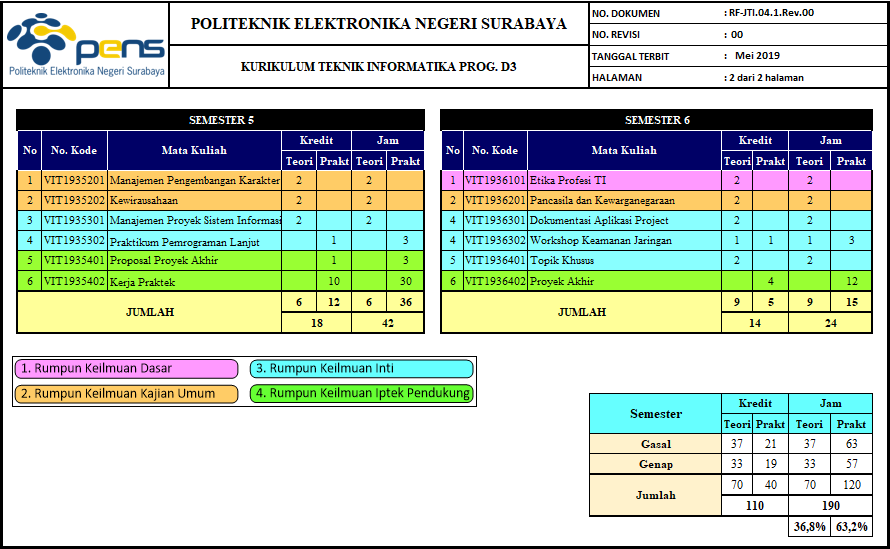 pens
Politeknik Elektronika Negeri Surabaya
POLITEKNIK ELEKTRONIKA NEGERI SURABAYA
KURIKULUM TEKNIK INFORMATIKA PROG. D3
NO. DOKUMEN : RF-JTI.04.1.Rev.00
NO. REVISI : 00
TANGGAL TERBIT : Mei 2019
HALAMAN : 2 dari 2 halaman
SEMESTER 5
No No. Kode Mata Kuliah Kredit Jam
Teori Prakt Teori Prakt
1 VIT1935201 Manajemen Pengembangan Karakter 2 2
2 VIT1935202 Kewirausahaan 2 2
3 VIT1935301 Manajemen Proyek Sistem Informasi 2 2
4 VIT1935302 Praktikum Pemrograman Lanjut 1 3
5 VIT1935401 Proposal Proyek Akhir 1 3
6 VIT1935402 Kerja Praktek 10 30
JUMLAH 6 12 6 36
18 42
SEMESTER 6
No No. Kode Mata Kuliah Kredit Jam
Teori Prakt Teori Prakt
1 VIT1936101 Etika Profesi TI 2 2
2 VIT1936201 Pancasila dan Kewarganegaraan 2 2
4 VIT1936301 Dokumentasi Aplikasi Project 2 2
4 VIT1936302 Workshop Keamanan Jaringan 1 1 1 3
5 VIT1936401 Topik Khusus 2 2
6 VIT1936402 Proyek Akhir 4 12
JUMLAH 9 5 9 15
14 24
1. Rumpun Keilmuan Dasar
3. Rumpun Keilmuan Inti
2. Rumpun Keilmuan Kajian Umum
4. Rumpun Keilmuan Iptek Pendukung
Semester Kredit Jam
Teori Prakt Teori Prakt
Gasal 37 21 37 63
Genap 33 19 33 57
Jumlah 70 40 70 120
110 190
36,8% 63,2%